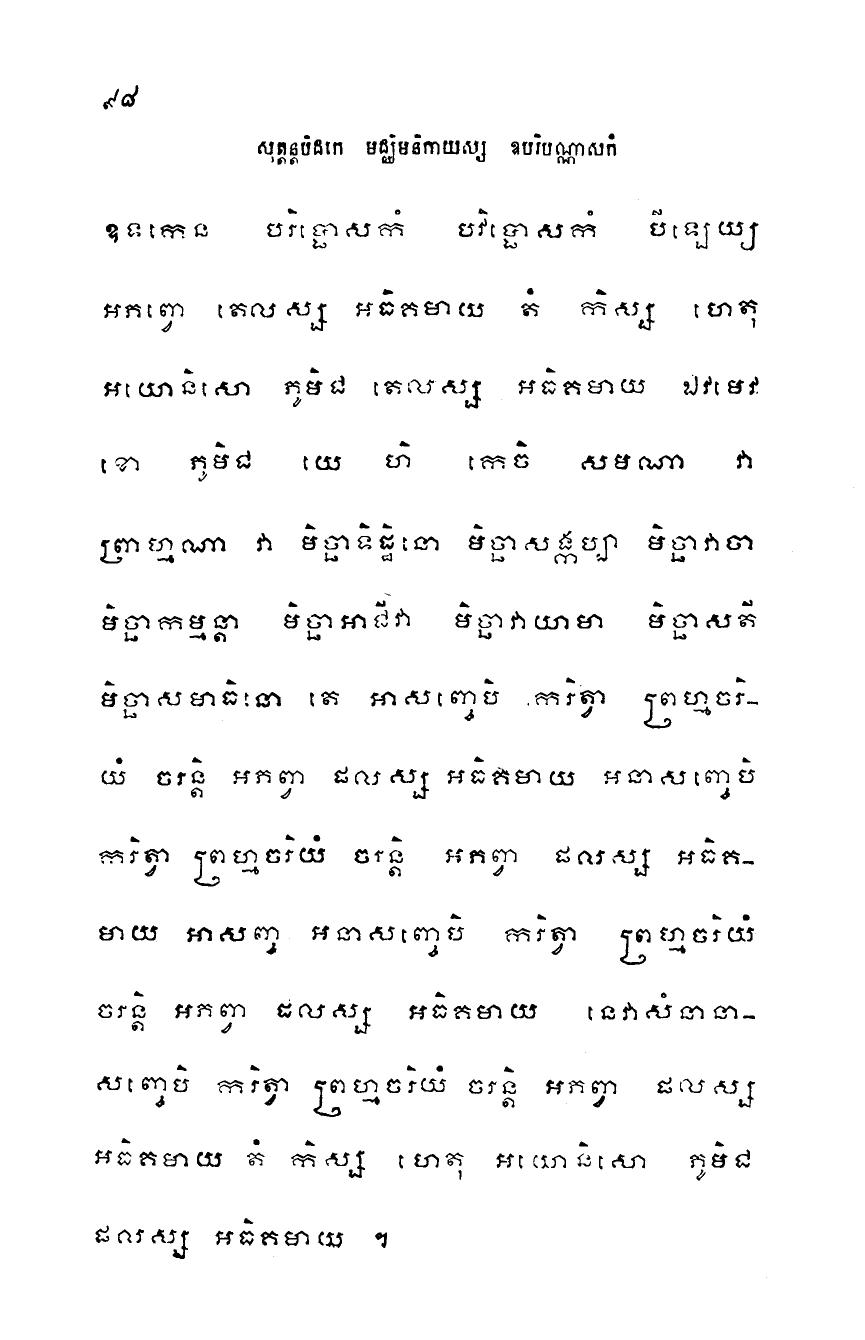 ៩៨
សុត្តន្តបិដកេ មជ្ឈិមនិកាយស្ស ឧបរិបណ្ណាសកំ
ឧទកេន បរិប្ផោសកំ បរិប្ផោសកំ បីឡេយ្យ
អភព្វោ តេលស្ស អធិគមាយ តំ កិស្ស ហេតុ
អយោនិសោ ភូមិជ តេលស្ស អធិគមាយ ឯវមេវ
ខោ ភូមិជ យេ ហិ កេចិ សមណា វា
ព្រាហ្មណា វា មិច្ឆាទិដ្ឋិនោ មិច្ឆាសង្កប្បា មិច្ឆាវាចា
មិច្ឆាកម្មន្តា មិច្ឆាអាជីវា មិច្ឆាវាយាមា មិច្ឆាសតី
មិច្ឆាសមាធិនោ តេ អាសញ្ចេបិ ករិត្វា ព្រហ្មចរិ-
យំ ចរន្តិ អភព្វា ផលស្ស អធិគមាយ អនាសញ្ចេបិ
ករិត្វា ព្រហ្មចរិយំ ចរន្តិ អភព្វា ផលស្ស អធិគ-
មាយ អាសញ្ច អនាសញ្ចេបិ ករិត្វា ព្រហ្មចរិយំ
ចរន្តិ អភព្វា ផលស្ស អធិគមាយ នេវាសំនានា-
សញ្ចេបិ ករិត្វា ព្រហ្មចរិយំ ចរន្តិ អភព្វា ផលស្ស
អធិគមាយ តំ កិស្ស ហេតុ អយោនិសោ ភូមិជ
ផលស្ស អធិគមាយ ។